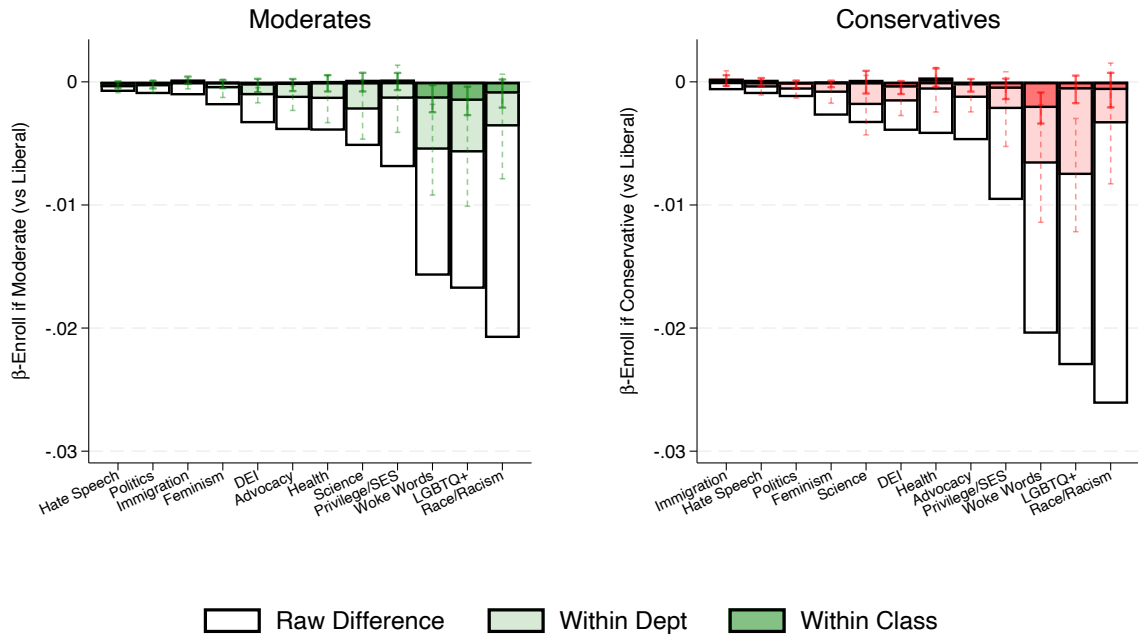 Moderates
β-Enroll if Moderate (vs Liberal)
0
-.01
-.02
-.03
Hate Speech
Politics
Immigration
Feminism
DEI
Advocacy
Health
Science
Privilege/SES
Woke Words
LGBTQ+
Race/Racism
Conservatives
β-Enroll if Conservative (vs Liberal)
0
-.01
-.02
-.03
Immigration
Hate Speech
Politics
Feminism
Science
DEI
Health
Advocacy
Privilege/SES
Woke Words
LGBTQ+
Race/Racism
Raw Difference
Within Dept
Within Class